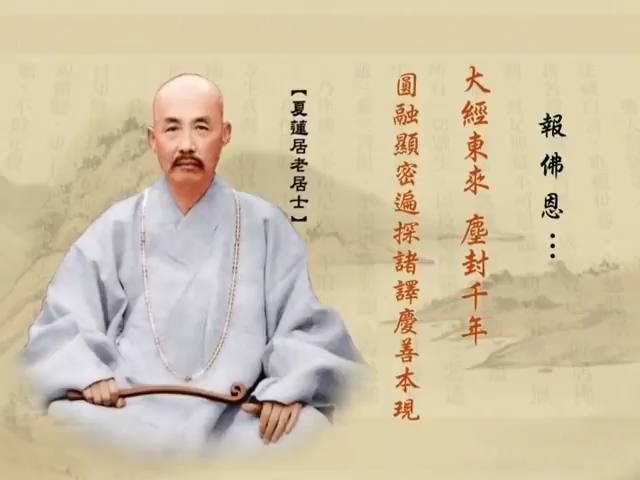 報佛恩…
大經東來 塵封千年
圓融顯密遍探諸譯慶善本現
【夏蓮居老居士】